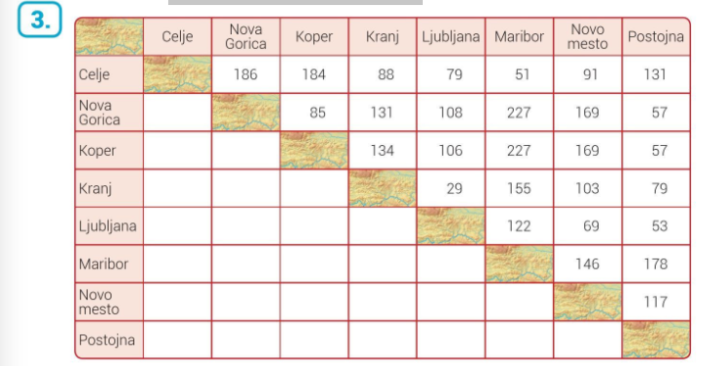 3.
Celje Nova Gorica Koper Kranj Ljubljana Maribor Novo mesto Postojna
Celje 186 184 88 79 51 91 131
Nova Gorica 85 131 108 227 169 57
Koper 134 106 227 169 57
Kranj 29 155 103 79
Ljubljana 122 69 53
Maribor 146 178
Novo mesto 117
Postojna